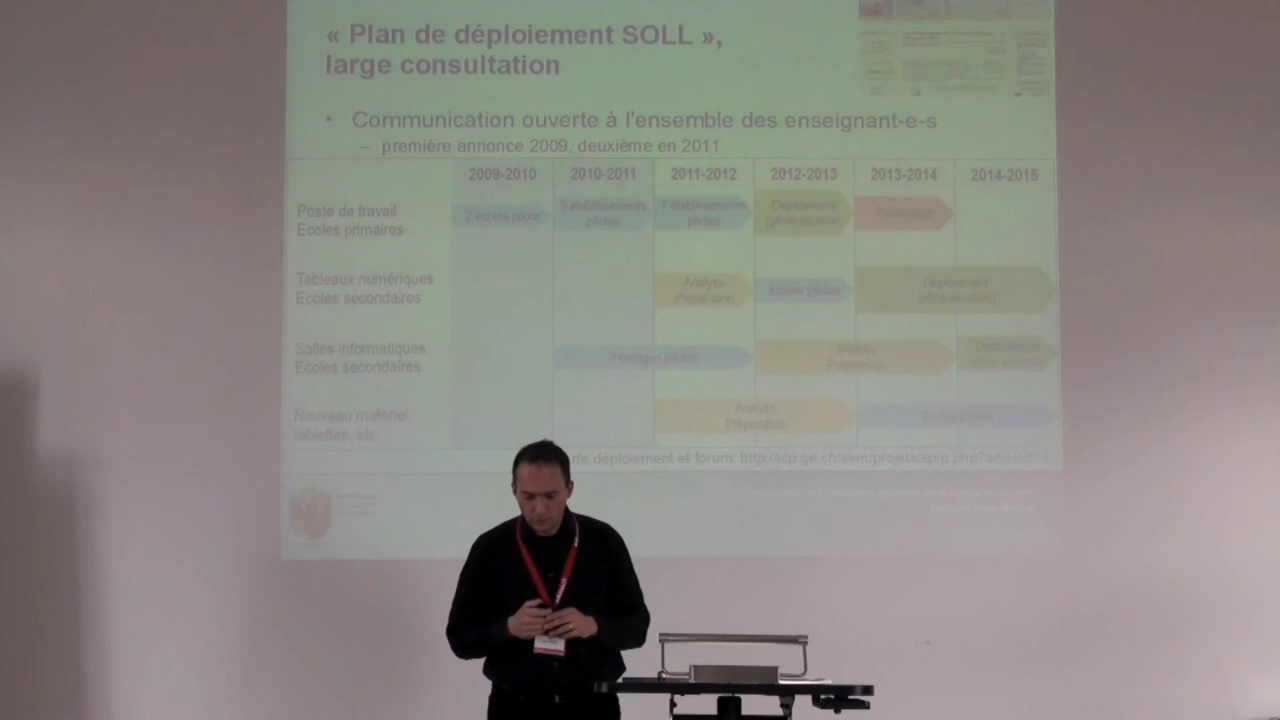 « Plan de déploiement SOLL »,
large consultation
• Communication ouverte à l'ensemble des enseignant-e-s
– première annonce 2009, deuxième en 2011
2009-2010 2010-2011 2011-2012 2012-2013 2013-2014 2014-2015
Poste de travail
Ecoles primaires
2 écoles pilote
5 établissements
pilotes
7 établissements
pilotes
Déploiement
(généralisation)
Tableaux numériques
Ecoles secondaires
Analyse
Préparation
Ecoles pilotes
Déploiement
(généralisation)
Salles informatiques
Ecoles secondaires
3 collèges pilotes
Analyse
Préparation
Déploiement
Nouveau matériel,
tablettes, etc.
Analyse
Préparation
de déploiement et forum: http://icp.ge.ch/sem/projets/spip.php?